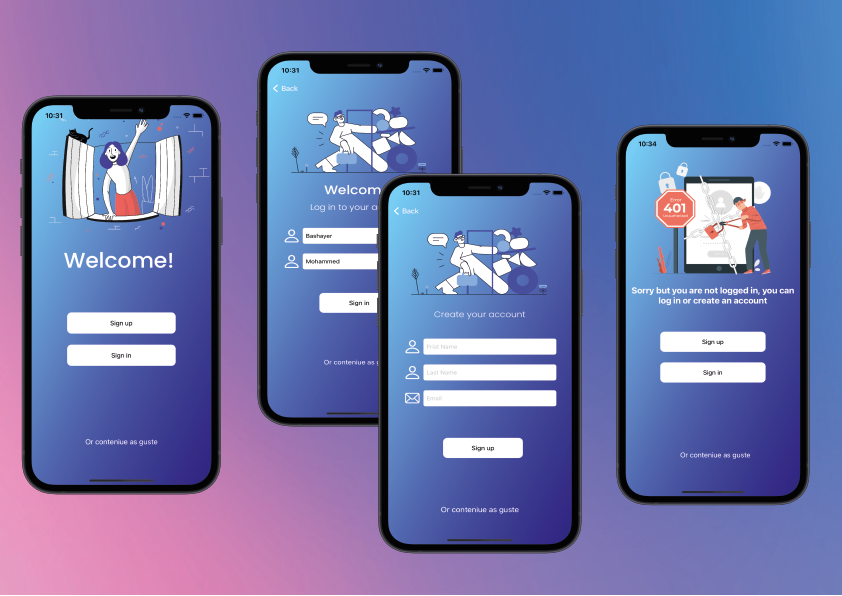 10:31
Welcome!
Sign up
Sign in
Or conteniue as guste
10:31
Back
Welcom
Log in to your a
Bashayer
Mohammed
Sign in
Or conteniue as
10:31
Back
Create your account
First Name
Last Name
Email
Sign up
Or conteniue as guste
10:34
Error
401
Unauthorized
Sorry but you are not logged in, you can
log in or create an account
Sign up
Sign in
Or conteniue as guste